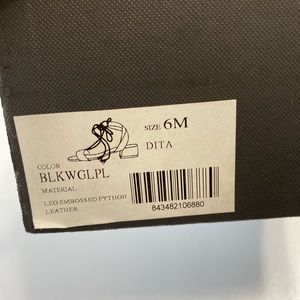 SIZE 6M
DITA
COLOR
BLKWGLPL
MATERIAL
LEO EMBOSSED PYTHON
LEATHER
843482106880